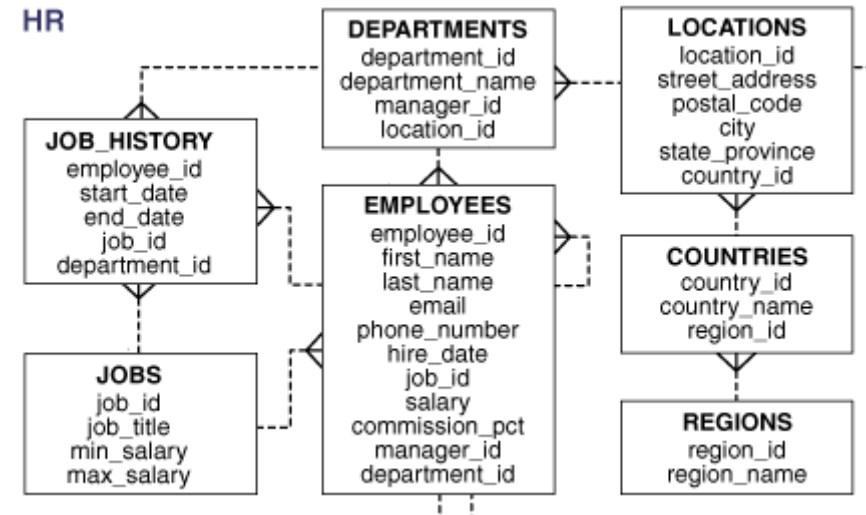 HR
DEPARTMENTS
department_id
department_name
manager_id
location_id
LOCATIONS
location_id
street_address
postal_code
city
state_province
country_id
JOB_HISTORY
employee_id
start_date
end_date
job_id
department_id
EMPLOYEES
employee_id
first_name
last_name
email
phone_number
hire_date
job_id
salary
commission_pct
manager_id
department_id
COUNTRIES
country_id
country_name
region_id
JOBS
job_id
job_title
min_salary
max_salary
REGIONS
region_id
region_name